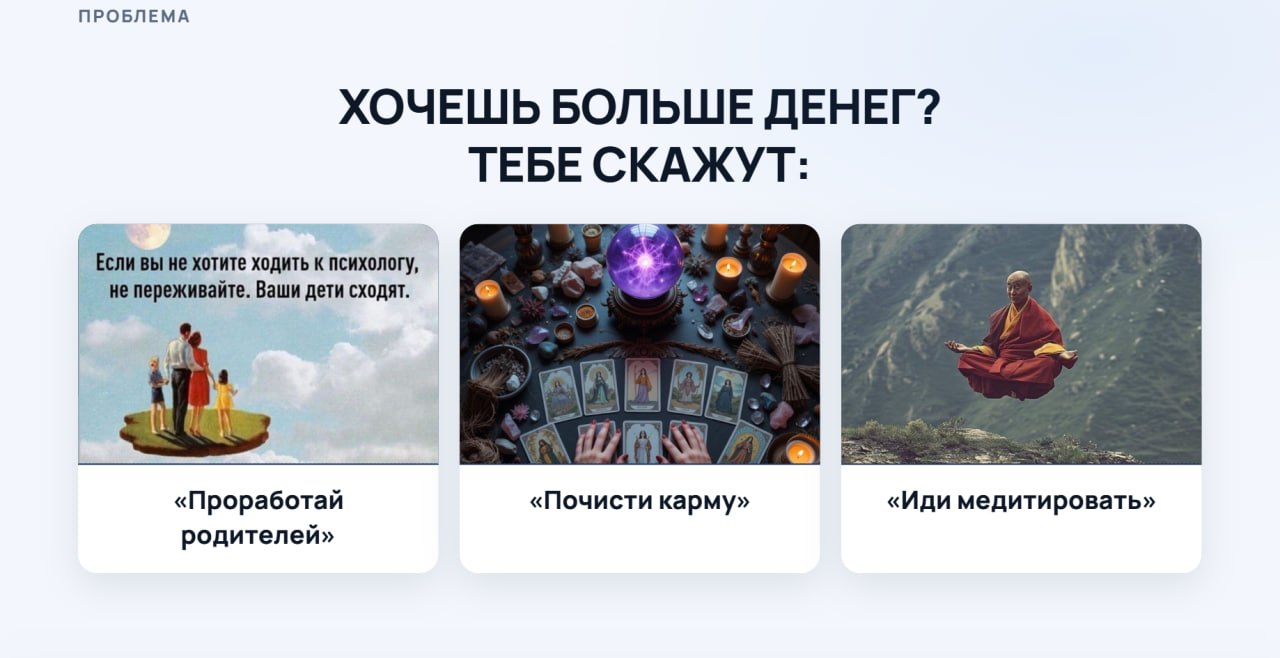 ПРОБЛЕМА
ХОЧЕШЬ БОЛЬШЕ ДЕНЕГ?
ТЕБЕ СКАЖУТ:
Если вы не хотите ходить к психологу,
не переживайте. Ваши дети сходят.
«Проработай
родителей»
«Почисти карму»
«Иди медитировать»